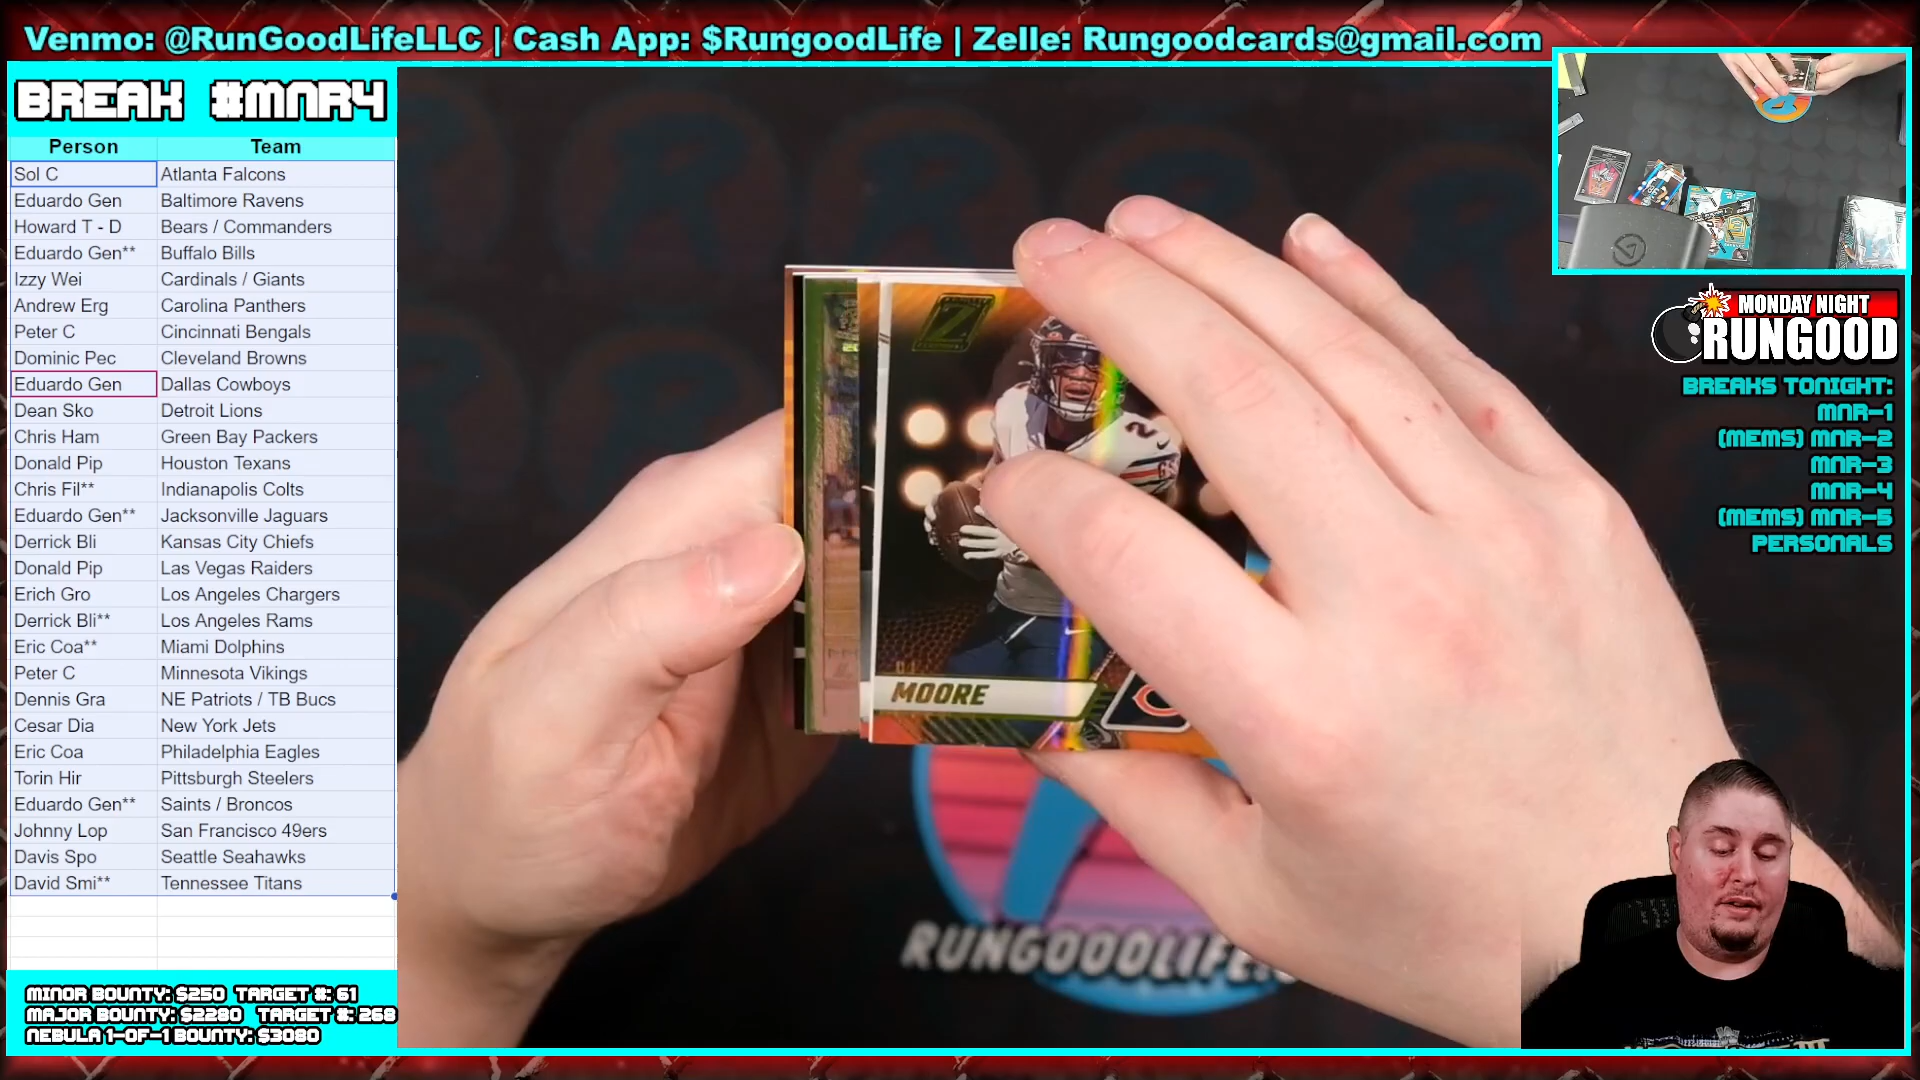 Venmo: @RunGoodLifeLLC | Cash App: $RungoodLife | Zelle: Rungoodcards@gmail.com
BREAK #MNR4
Person Team
Sol C Atlanta Falcons
Eduardo Gen Baltimore Ravens
Howard T - D Bears / Commanders
Eduardo Gen** Buffalo Bills
Izzy Wei Cardinals / Giants
Andrew Erg Carolina Panthers
Peter C Cincinnati Bengals
Dominic Pec Cleveland Browns
Eduardo Gen Dallas Cowboys
Dean Sko Detroit Lions
Chris Ham Green Bay Packers
Donald Pip Houston Texans
Chris Fil** Indianapolis Colts
Eduardo Gen** Jacksonville Jaguars
Derrick Bli Kansas City Chiefs
Donald Pip Las Vegas Raiders
Erich Gro Los Angeles Chargers
Derrick Bli** Los Angeles Rams
Eric Coa** Miami Dolphins
Peter C Minnesota Vikings
Dennis Gra NE Patriots / TB Bucs
Cesar Dia New York Jets
Eric Coa Philadelphia Eagles
Torin Hir Pittsburgh Steelers
Eduardo Gen** Saints / Broncos
Johnny Lop San Francisco 49ers
Davis Spo Seattle Seahawks
David Smi** Tennessee Titans
MINOR BOUNTY: $250 TARGET #: 61
MAJOR BOUNTY: $2280 TARGET #: 268
NEBULA 1-OF-1 BOUNTY: $3080
Z
2
MOORE
RUNGOODLIFE
MONDAY NIGHT
RUNGOOD
BREAKS TONIGHT:
MNR-1
(MEMS) MNR-2
MNR-3
MNR-4
(MEMS) MNR-5
PERSONALS